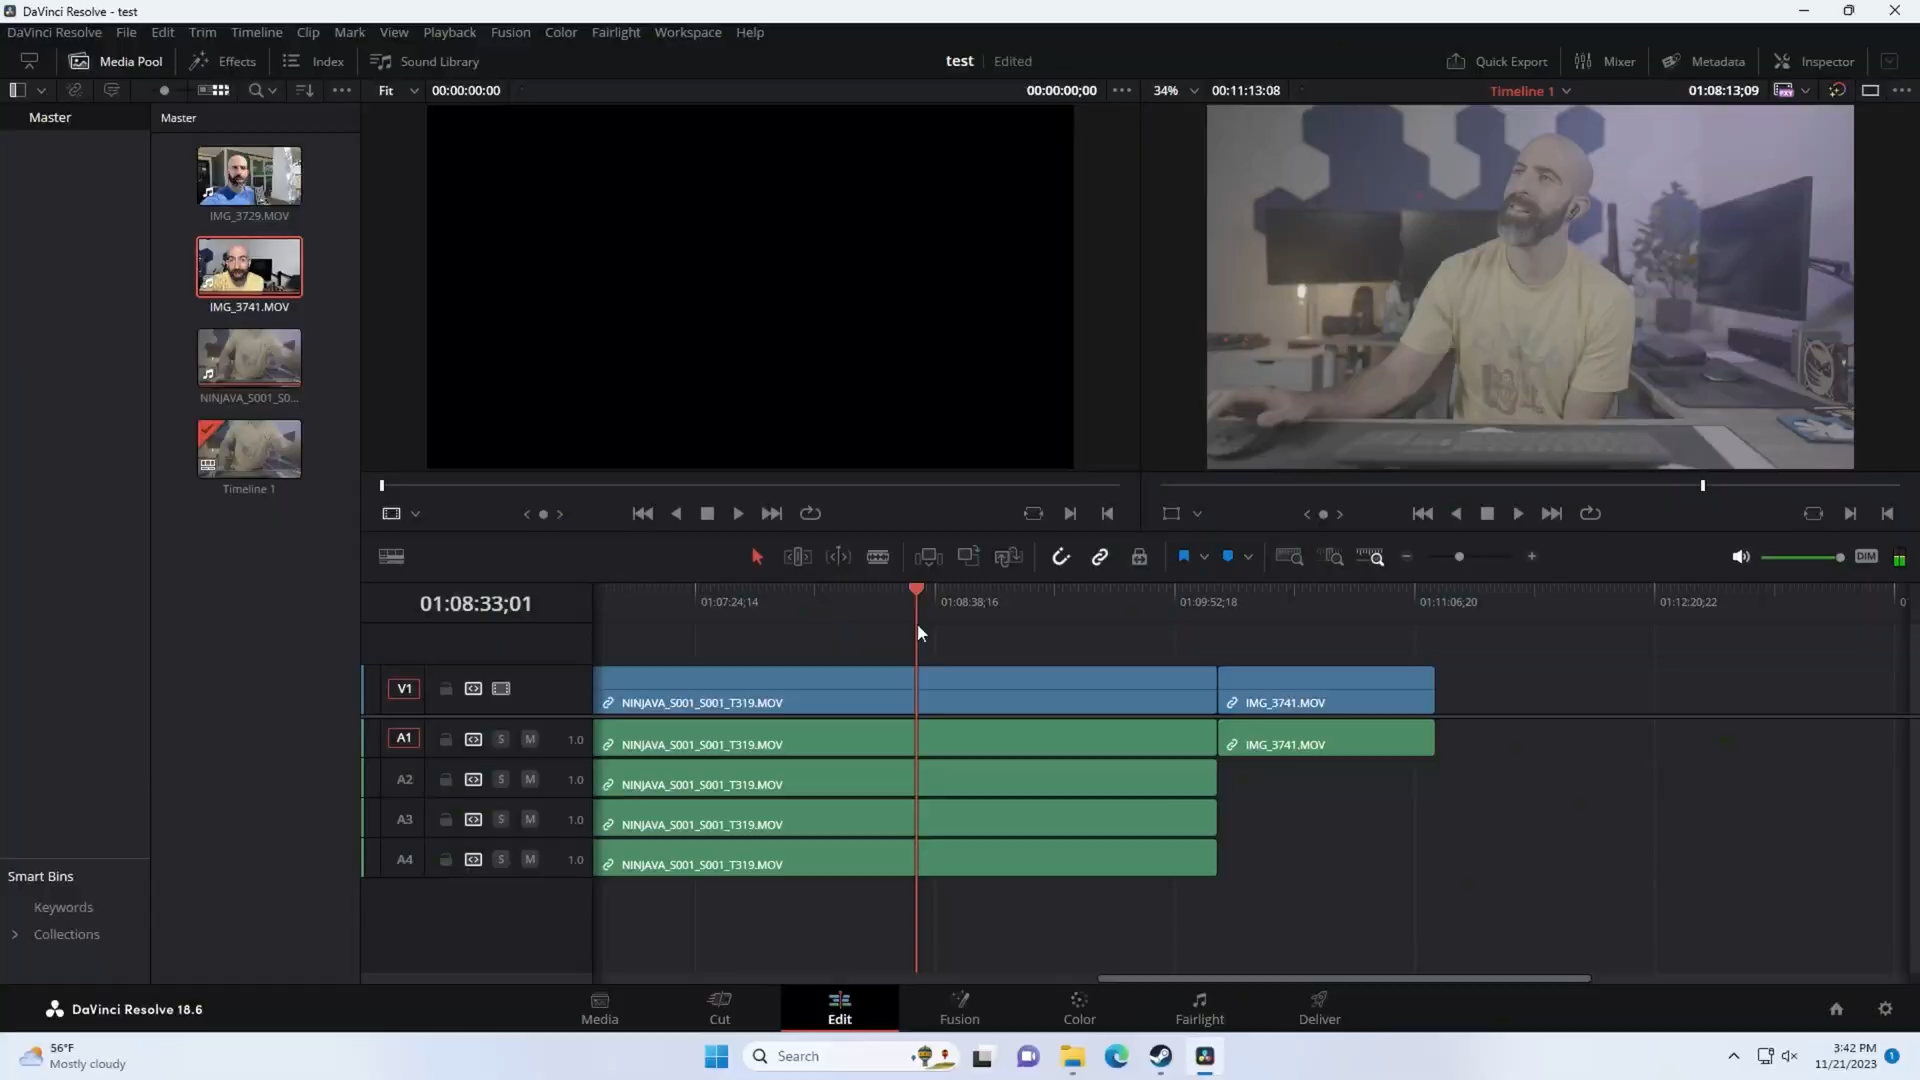 DaVinci Resolve - test
DaVinci Resolve File Edit Trim Timeline Clip Mark View Playback Fusion Color Fairlight Workspace Help
Media Pool Effects Index Sound Library test Edited Quick Export Mixer Metadata Inspector
Fit 00:00:00:00 00:00:00;00 34% 00:11:13:08 Timeline 1 01:08:13;09 PXY
Master
Master
IMG_3729.MOV
IMG_3741.MOV
NINJAVA_S001_S0...
Timeline 1
DIM
01:08:33;01
01:07:24;14 01:08:38;16 01:09:52;18 01:11:06;20 01:12:20;22
V1 NINJAVA_S001_S001_T319.MOV IMG_3741.MOV
A1 S M 1.0 NINJAVA_S001_S001_T319.MOV IMG_3741.MOV
A2 S M 1.0 NINJAVA_S001_S001_T319.MOV
A3 S M 1.0 NINJAVA_S001_S001_T319.MOV
A4 S M 1.0 NINJAVA_S001_S001_T319.MOV
Smart Bins
Keywords
Collections
DaVinci Resolve 18.6
Media Cut Edit Fusion Color Fairlight Deliver
56°F
Mostly cloudy
Search
3:42 PM
11/21/2023
1